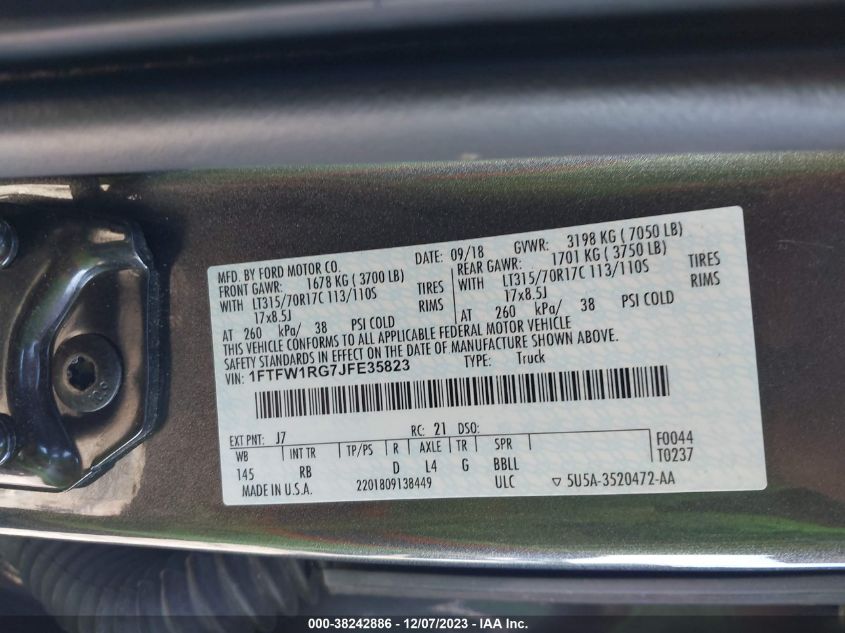 MFD. BY FORD MOTOR CO.
DATE: 09/18 GVWR: 3198 KG ( 7050 LB)
FRONT GAWR: 1678 KG ( 3700 LB)
REAR GAWR: 1701 KG ( 3750 LB)
WITH LT315/70R17C 113/110S TIRES
WITH LT315/70R17C 113/110S TIRES
17x8.5J RIMS
17x8.5J RIMS
AT 260 kPa/ 38 PSI COLD
AT 260 kPa/ 38 PSI COLD
THIS VEHICLE CONFORMS TO ALL APPLICABLE FEDERAL MOTOR VEHICLE
SAFETY STANDARDS IN EFFECT ON THE DATE OF MANUFACTURE SHOWN ABOVE.
VIN: 1FTFW1RG7JFE35823 TYPE: Truck
EXT PNT: J7 RC: 21 DSO:
WB INT TR TP/PS R AXLE TR SPR F0044
145 RB D L4 G BBLL T0237
MADE IN U.S.A. 2201809138449 ULC ▽ 5U5A-3520472-AA
000-38242886 - 12/07/2023 - IAA Inc.